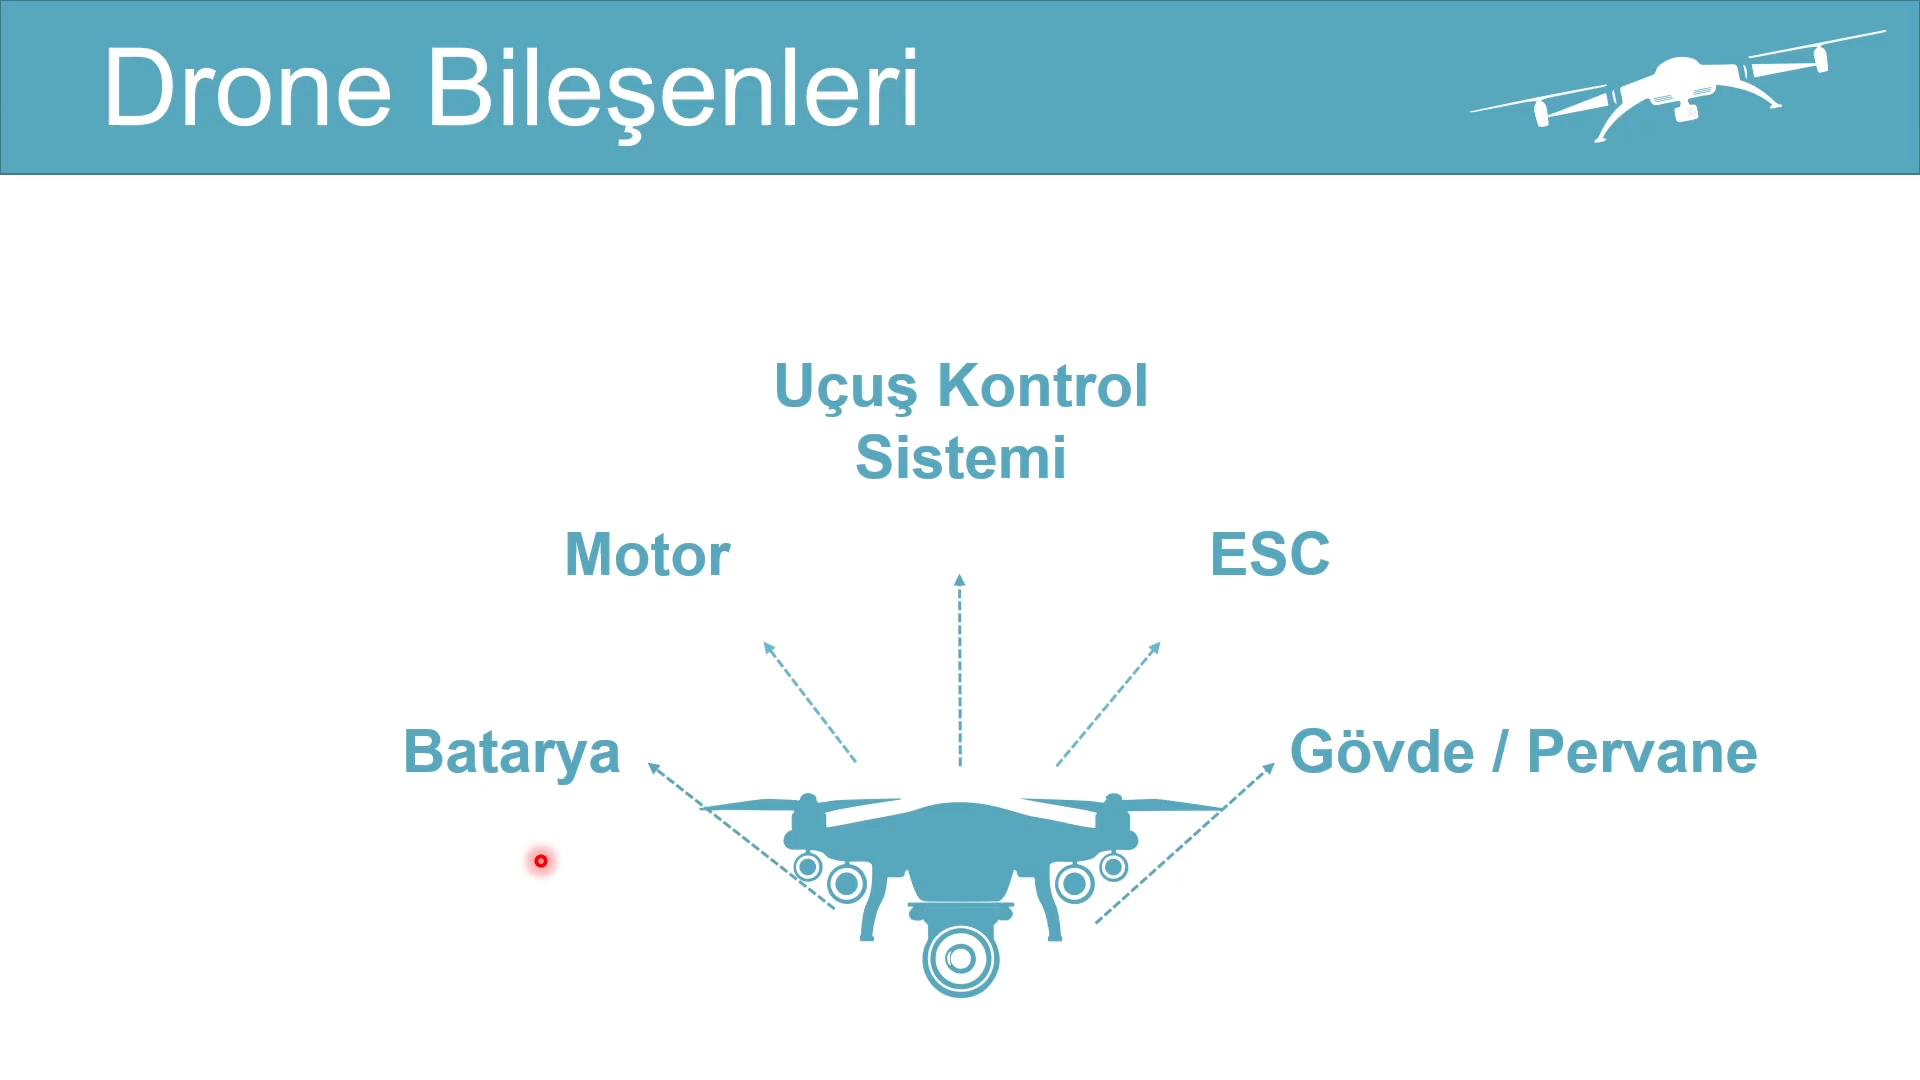 Drone Bileşenleri
Uçuş Kontrol
Sistemi
Motor
ESC
Batarya
Gövde / Pervane